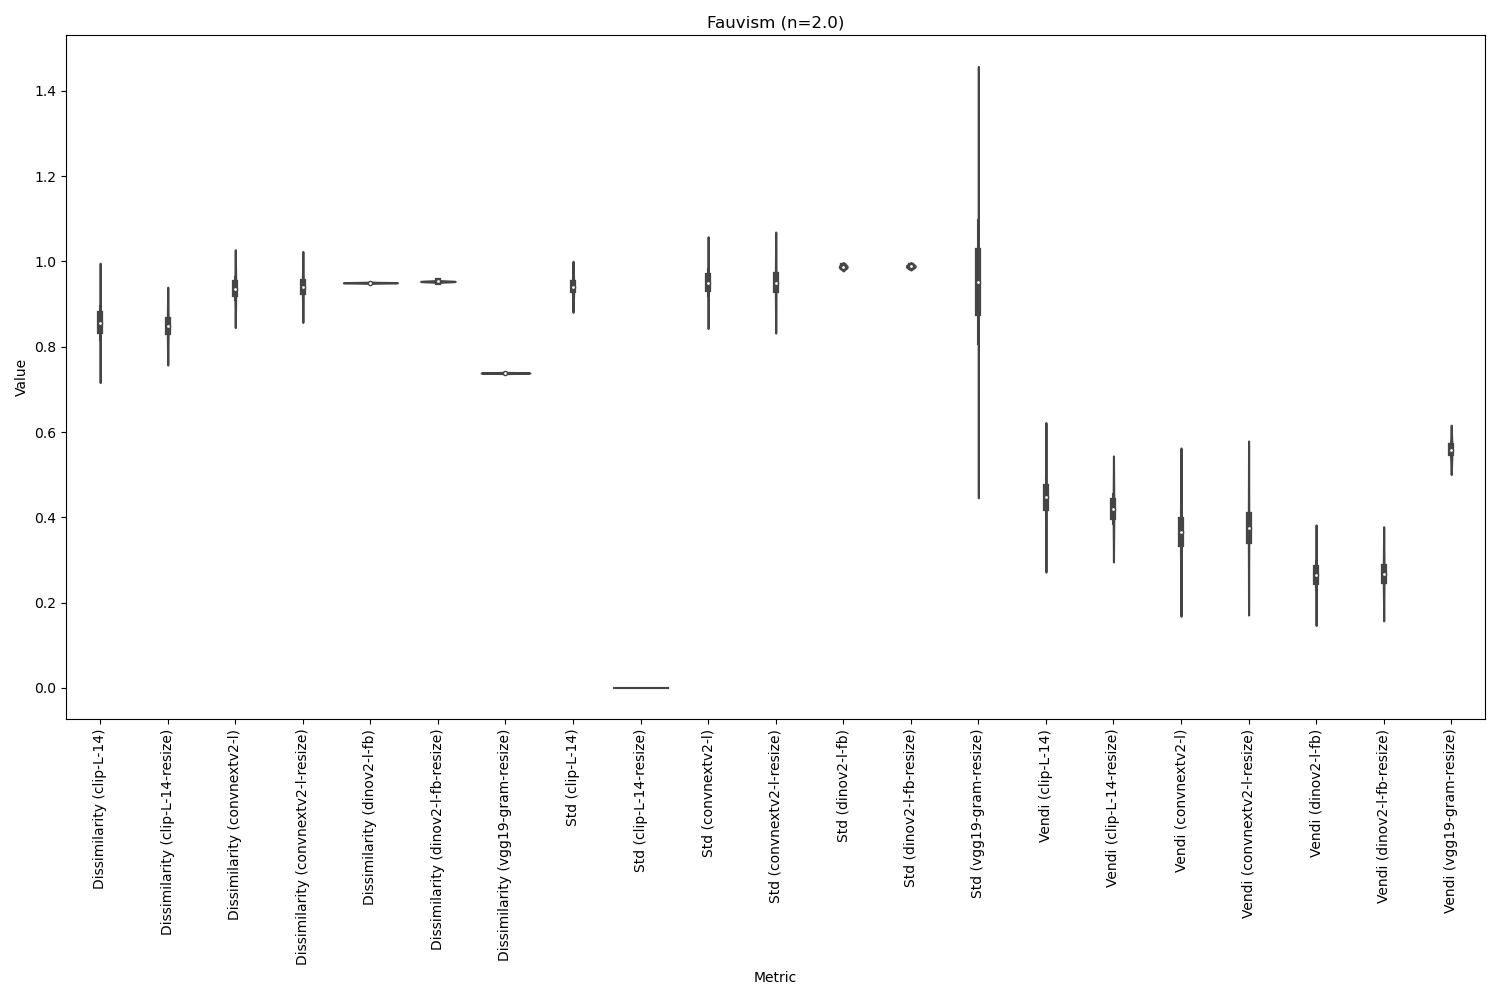 Fauvism (n=2.0)
Value
1.4
1.2
1.0
0.8
0.6
0.4
0.2
0.0
Dissimilarity (clip-L-14)
Dissimilarity (clip-L-14-resize)
Dissimilarity (convnextv2-l)
Dissimilarity (convnextv2-l-resize)
Dissimilarity (dinov2-l-fb)
Dissimilarity (dinov2-l-fb-resize)
Dissimilarity (vgg19-gram-resize)
Std (clip-L-14)
Std (clip-L-14-resize)
Std (convnextv2-l)
Std (convnextv2-l-resize)
Std (dinov2-l-fb)
Std (dinov2-l-fb-resize)
Std (vgg19-gram-resize)
Vendi (clip-L-14)
Vendi (clip-L-14-resize)
Vendi (convnextv2-l)
Vendi (convnextv2-l-resize)
Vendi (dinov2-l-fb)
Vendi (dinov2-l-fb-resize)
Vendi (vgg19-gram-resize)
Metric